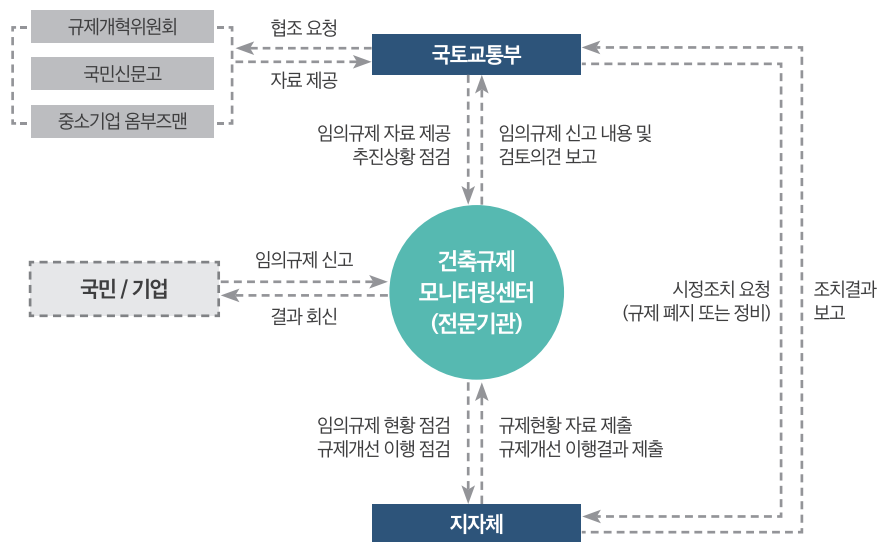 규제개혁위원회
국민신문고
중소기업 옴부즈맨
협조 요청
자료 제공
국토교통부
임의규제 자료 제공
추진상황 점검
임의규제 신고 내용 및
검토의견 보고
국민 / 기업
임의규제 신고
결과 회신
건축규제
모니터링센터
(전문기관)
시정조치 요청
(규제 폐지 또는 정비)
조치결과
보고
임의규제 현황 점검
규제개선 이행 점검
규제현황 자료 제출
규제개선 이행결과 제출
지자체